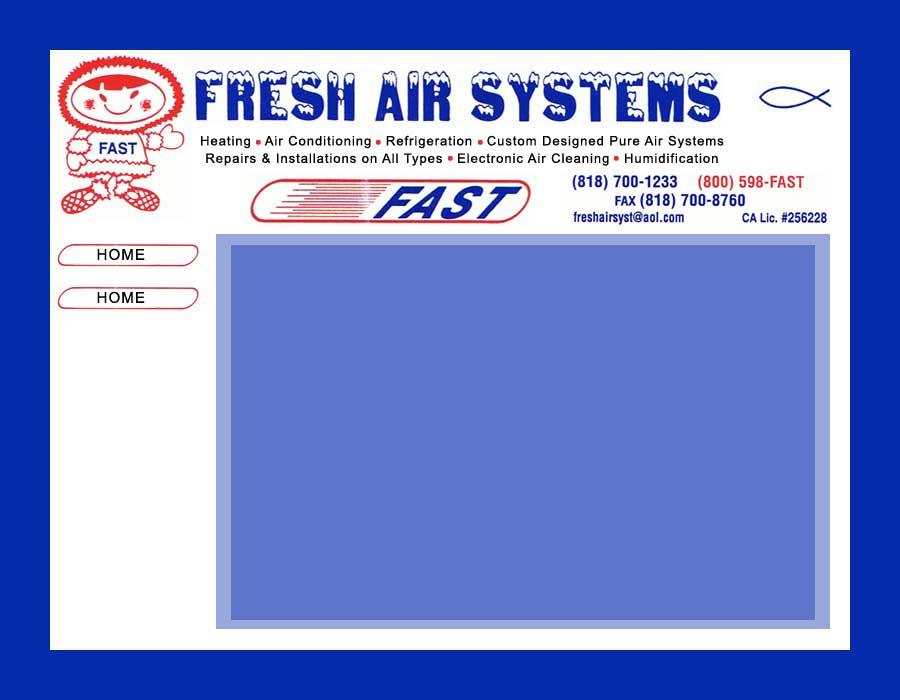 FRESH AIR SYSTEMS
Heating • Air Conditioning • Refrigeration • Custom Designed Pure Air Systems
Repairs & Installations on All Types • Electronic Air Cleaning • Humidification
FAST
FAST
(818) 700-1233 (800) 598-FAST
FAX (818) 700-8760
freshairsyst@aol.com CA Lic. #256228
HOME
HOME